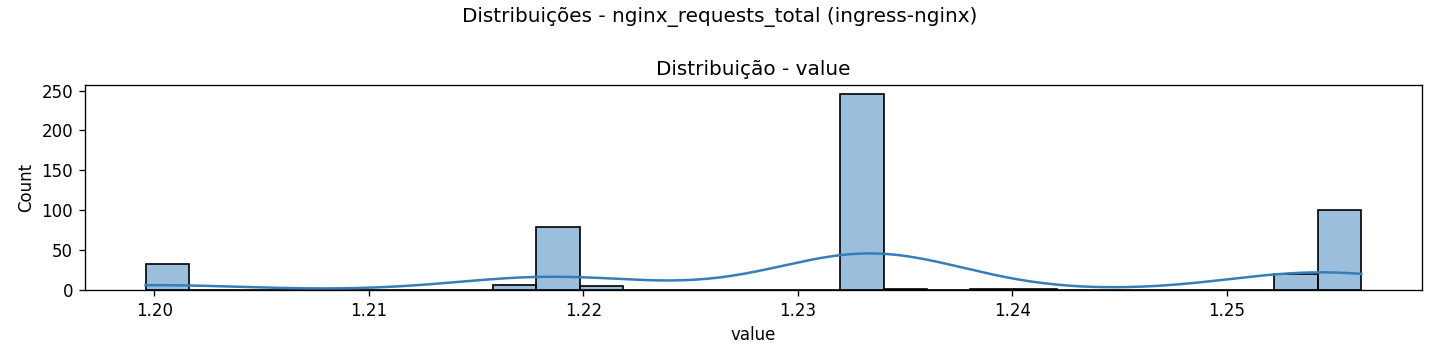 Distribuições - nginx_requests_total (ingress-nginx)
Distribuição - value
250
200
150
100
50
0
Count
1.20 1.21 1.22 1.23 1.24 1.25
value